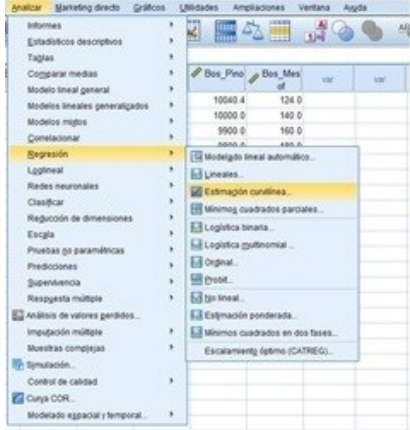 Analizar Marketing directo Gráficos Utilidades Ampliaciones Ventana Ayuda
Informes
Estadísticos descriptivos
Tablas
Comparar medias
Modelo lineal general
Modelos lineales generalizados
Modelos mixtos
Correlacionar
Regresión
Loglineal
Redes neuronales
Clasificar
Reducción de dimensiones
Escala
Pruebas no paramétricas
Predicciones
Supervivencia
Respuesta múltiple
Análisis de valores perdidos...
Imputación múltiple
Muestras complejas
Simulación...
Control de calidad
Curva COR...
Modelado espacial y temporal...
Bos_Pino Bos_Mes
of var var
10040.4 124.0
10000.0 140.0
9900.0 160.0
Modelado lineal automático...
Lineales...
Estimación curvilínea...
Mínimos cuadrados parciales...
Logística binaria...
Logística multinomial ...
Ordinal...
Probit...
No lineal...
Estimación ponderada...
Mínimos cuadrados en dos fases...
Escalamiento óptimo (CATREG)...